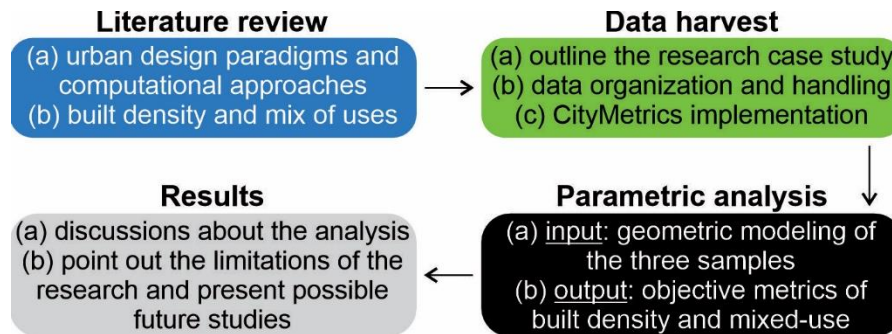 Literature review
(a) urban design paradigms and
computational approaches
(b) built density and mix of uses
Data harvest
(a) outline the research case study
(b) data organization and handling
(c) CityMetrics implementation
Parametric analysis
(a) input: geometric modeling of
the three samples
(b) output: objective metrics of
built density and mixed-use
Results
(a) discussions about the analysis
(b) point out the limitations of the
research and present possible
future studies